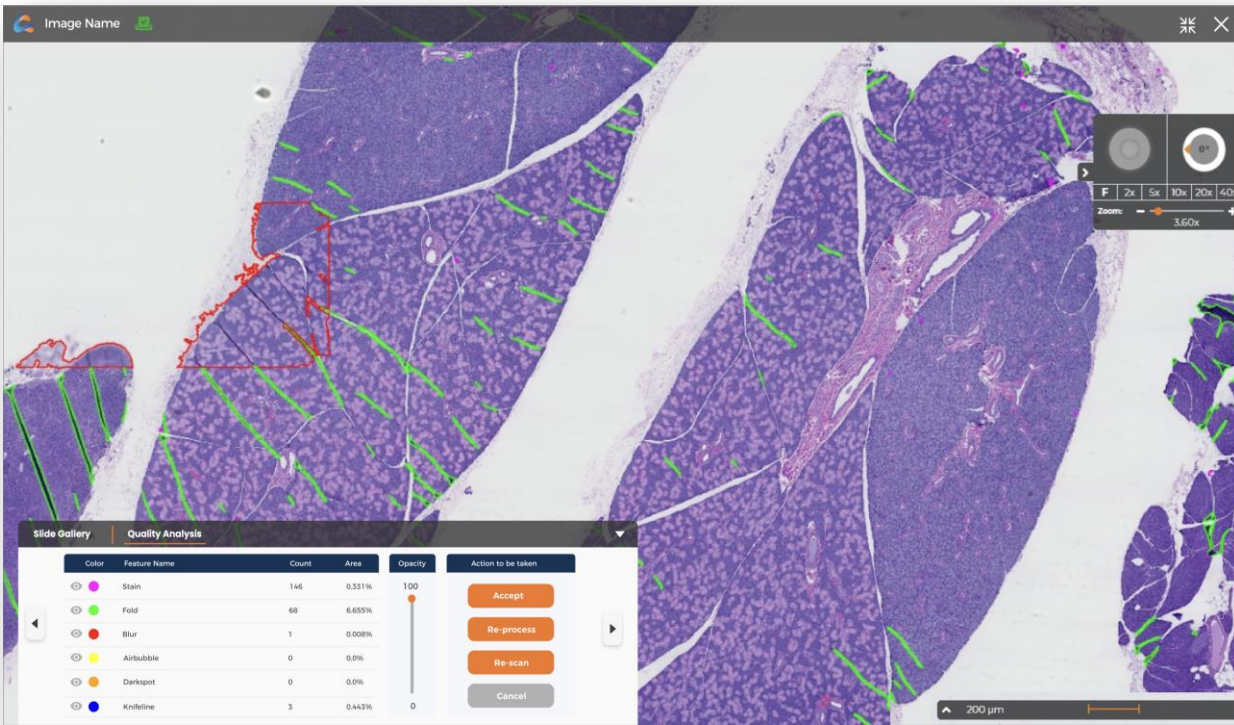 Image Name
0°
F 2x 5x 10x 20x 40x
Zoom:
3.60x
Slide Gallery Quality Analysis
Color Feature Name Count Area Opacity Action to be taken
Stain 146 0.331% 100 Accept
Fold 68 6.655% Re-process
Blur 1 0.008%
Airbubble 0 0.0% Re-scan
Darkspot 0 0.0% Cancel
Knifeline 3 0.443% 0
200 µm